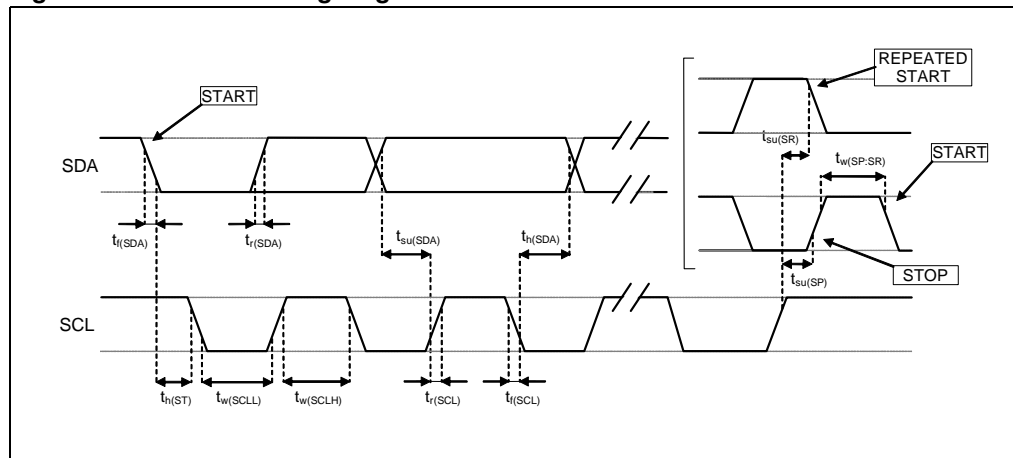 REPEATED
START
START
t_su(SR)
t_w(SP:SR)
START
SDA
t_f(SDA)
t_r(SDA)
t_su(SDA)
t_h(SDA)
t_su(SP)
STOP
SCL
t_h(ST)
t_w(SCLL)
t_w(SCLH)
t_r(SCL)
t_f(SCL)